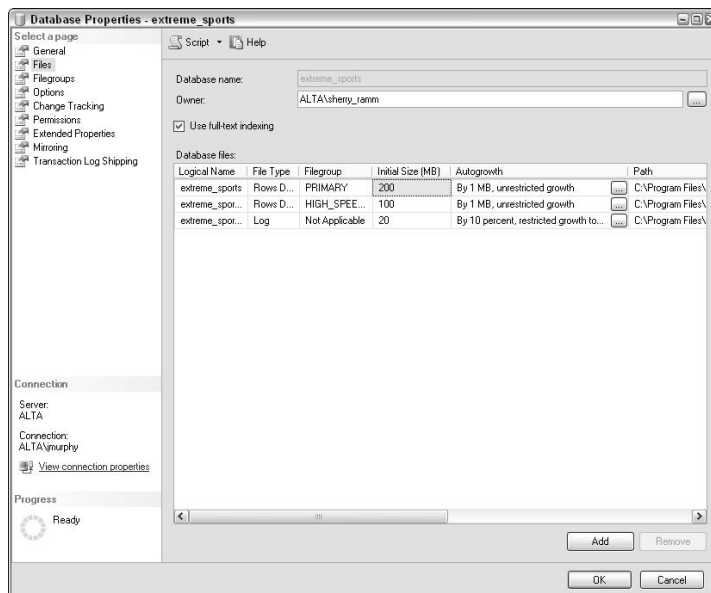 Database Properties - extreme_sports
Select a page
General
Files
Filegroups
Options
Change Tracking
Permissions
Extended Properties
Mirroring
Transaction Log Shipping
Script
Help
Database name: extreme_sports
Owner: ALTA\sherry_ramm ...
Use full-text indexing
Database files:
Logical Name File Type Filegroup Initial Size (MB) Autogrowth Path
extreme_sports Rows D... PRIMARY 200 By 1 MB, unrestricted growth ... C:\Program Files\
extreme_spor... Rows D... HIGH_SPEE... 100 By 1 MB, unrestricted growth ... C:\Program Files\
extreme_spor... Log Not Applicable 20 By 10 percent, restricted growth to... ... C:\Program Files\
Connection
Server:
ALTA
Connection:
ALTA\jmurphy
View connection properties
Progress
Ready
Add Remove
OK Cancel